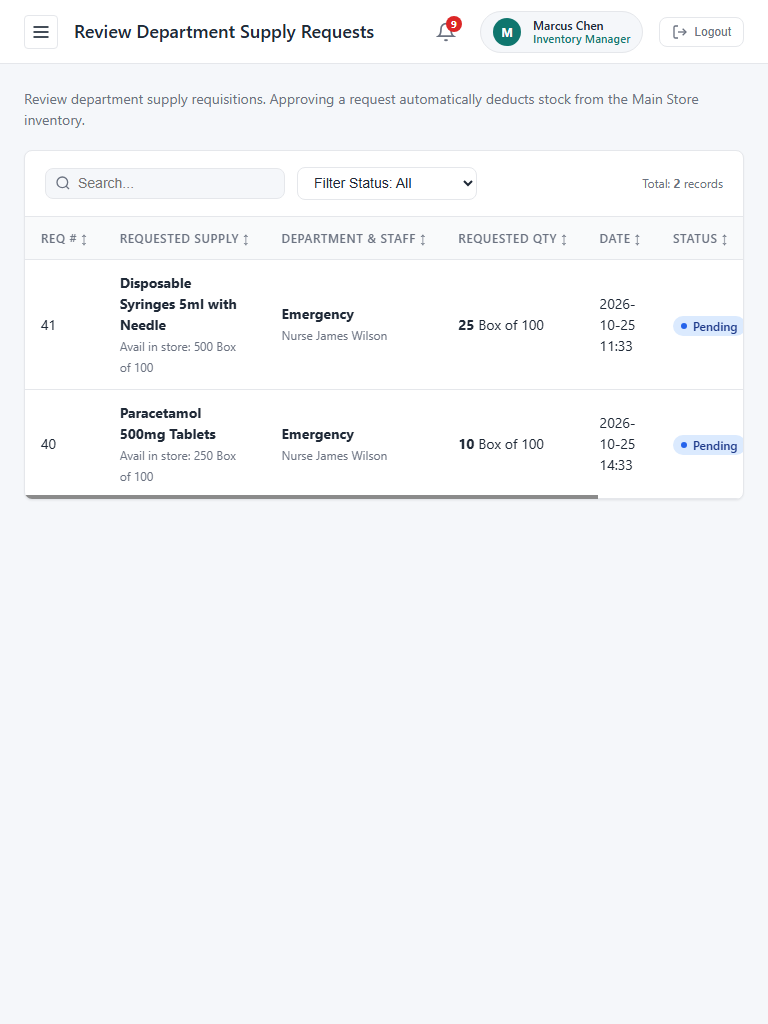 Review Department Supply Requests
9
M
Marcus Chen
Inventory Manager
Logout
Review department supply requisitions. Approving a request automatically deducts stock from the Main Store
inventory.
Search...
Filter Status: All
Total: 2 records
REQ # ↕ REQUESTED SUPPLY ↕ DEPARTMENT & STAFF ↕ REQUESTED QTY ↕ DATE ↕ STATUS ↕
41
Disposable
Syringes 5ml with
Needle
Avail in store: 500 Box
of 100
Emergency
Nurse James Wilson
25 Box of 100
2026-
10-25
11:33
Pending
40
Paracetamol
500mg Tablets
Avail in store: 250 Box
of 100
Emergency
Nurse James Wilson
10 Box of 100
2026-
10-25
14:33
Pending